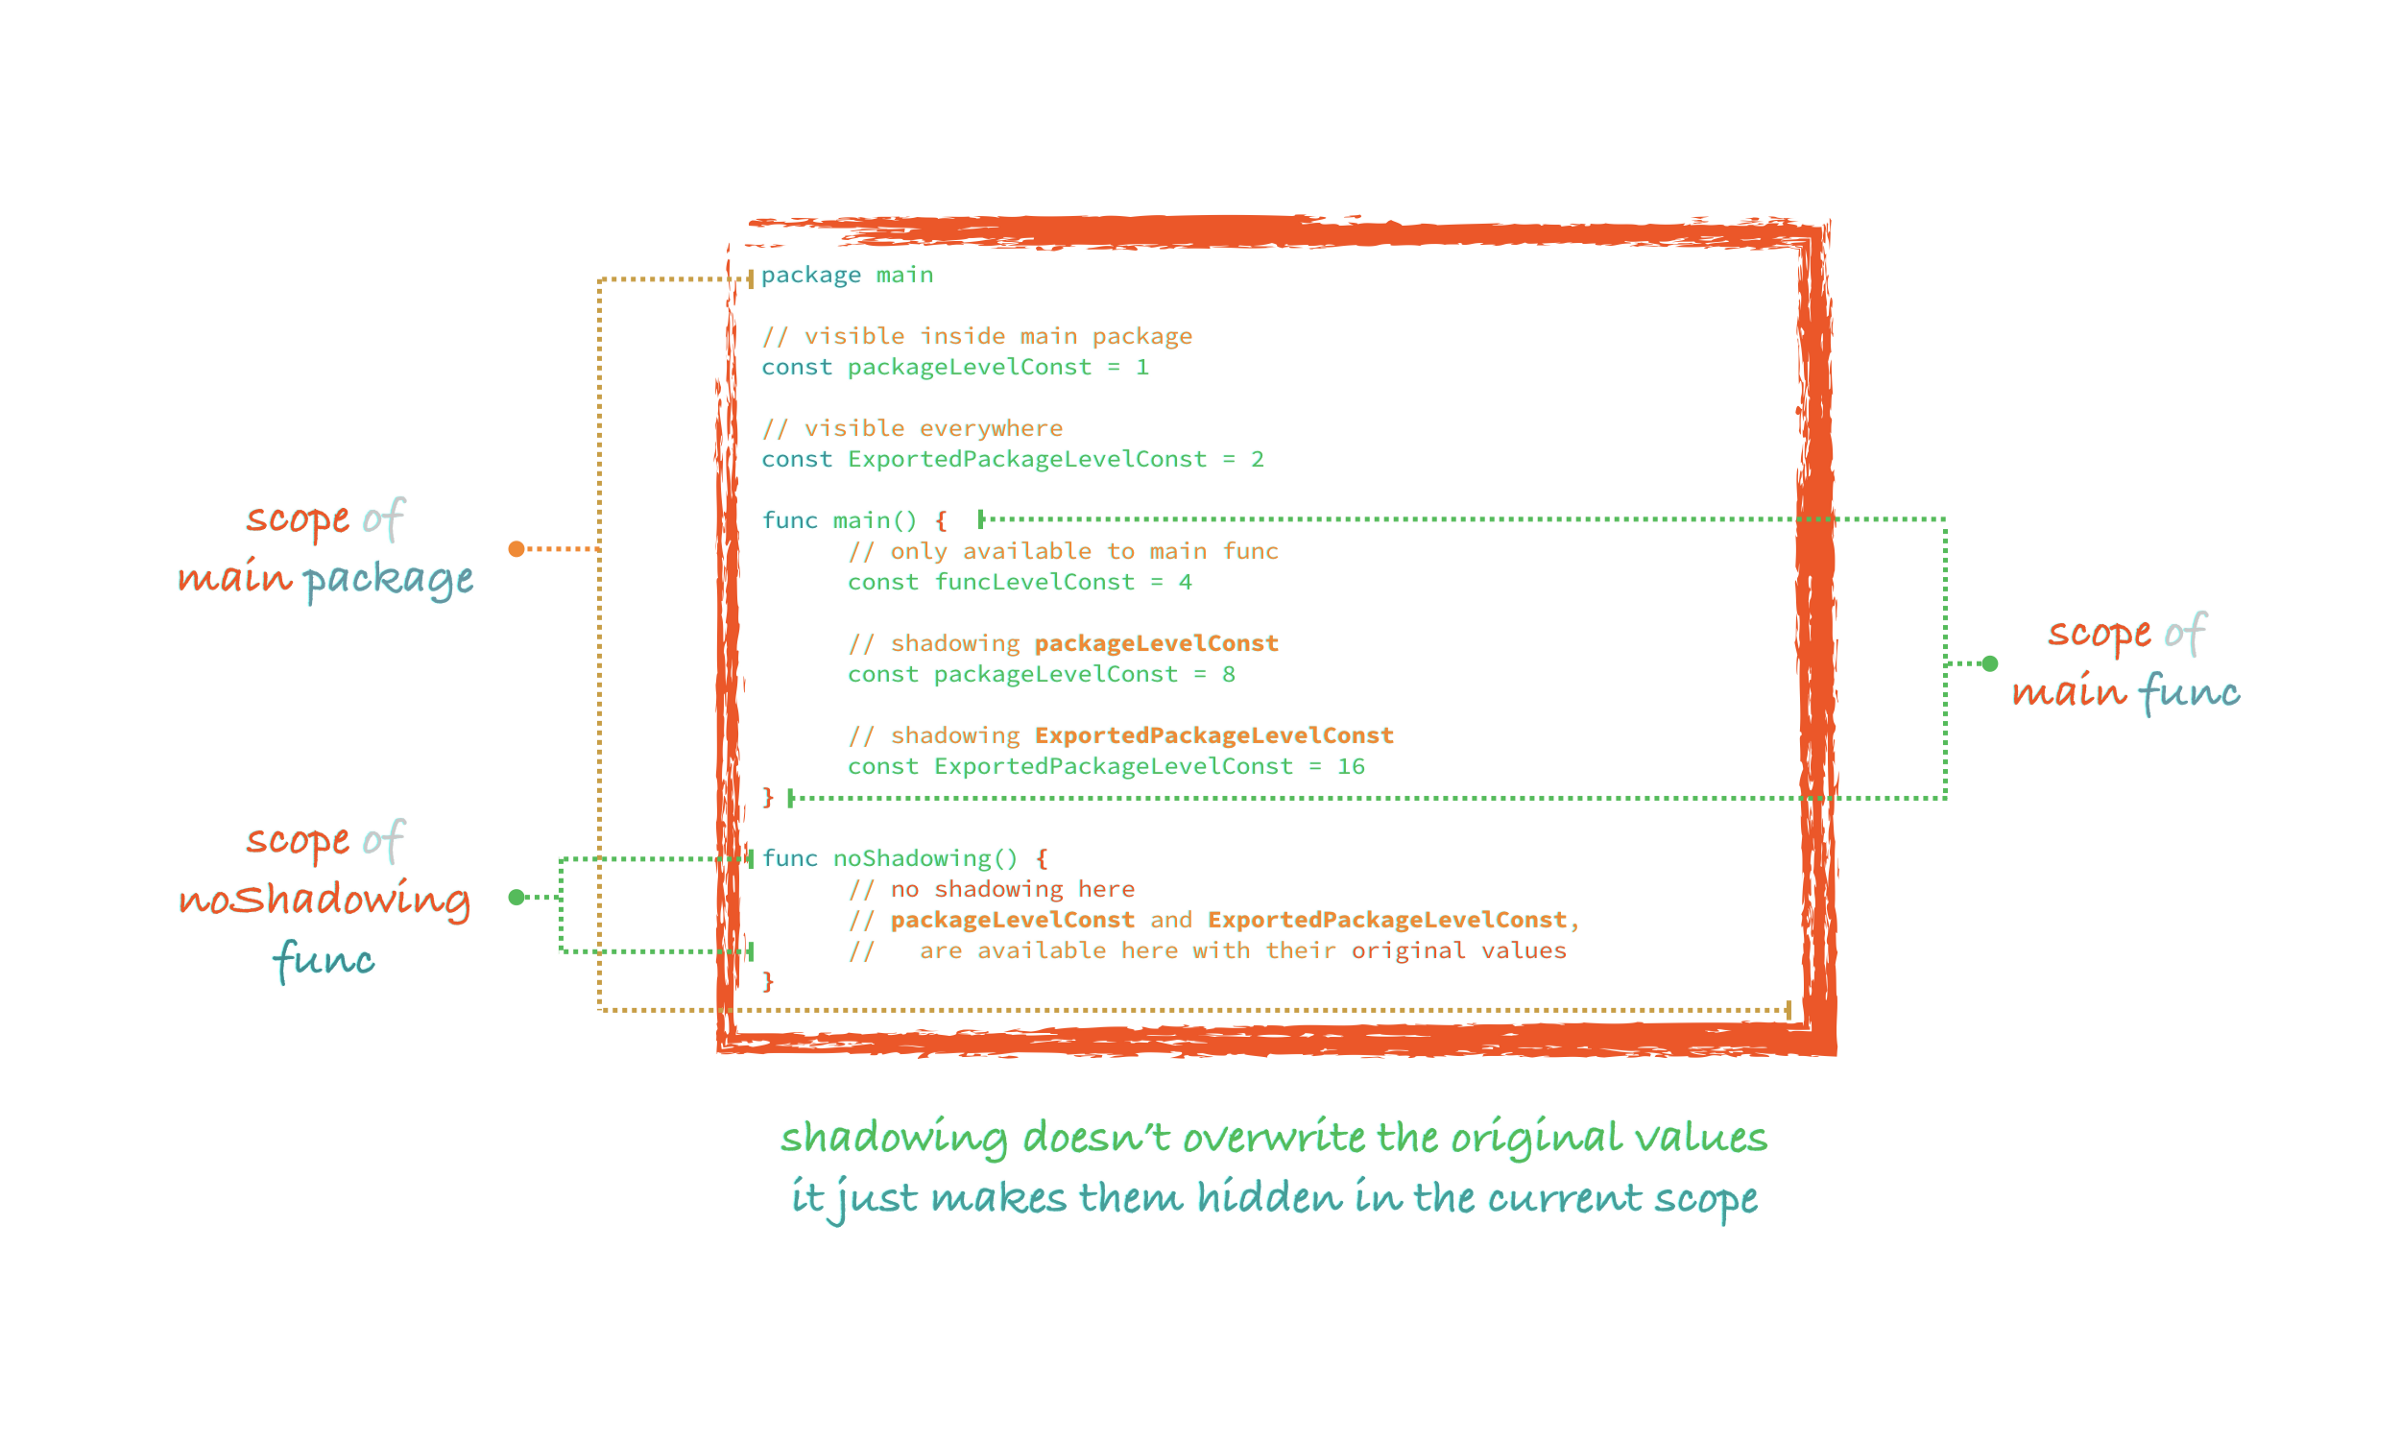 package main
// visible inside main package
const packageLevelConst = 1
// visible everywhere
const ExportedPackageLevelConst = 2
func main() {
// only available to main func
const funcLevelConst = 4
// shadowing packageLevelConst
const packageLevelConst = 8
// shadowing ExportedPackageLevelConst
const ExportedPackageLevelConst = 16
}
func noShadowing() {
// no shadowing here
// packageLevelConst and ExportedPackageLevelConst,
//   are available here with their original values
}
scope of
main package
scope of
noShadowing
func
scope of
main func
shadowing doesn't overwrite the original values
it just makes them hidden in the current scope